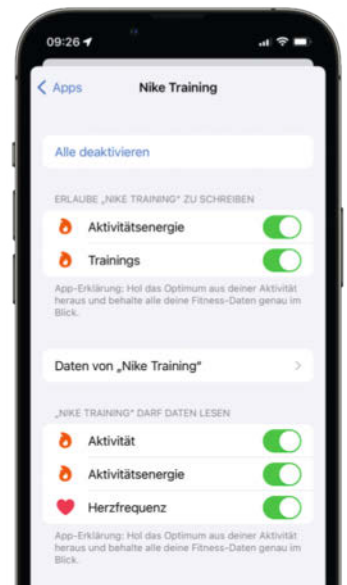 09:26
Apps
Nike Training
Alle deaktivieren
ERLAUBE „NIKE TRAINING“ ZU SCHREIBEN
Aktivitätsenergie
Trainings
App-Erklärung: Hol das Optimum aus deiner Aktivität
heraus und behalte alle deine Fitness-Daten genau im
Blick.
Daten von „Nike Training“
„NIKE TRAINING“ DARF DATEN LESEN
Aktivität
Aktivitätsenergie
Herzfrequenz
App-Erklärung: Hol das Optimum aus deiner Aktivität
heraus und behalte alle deine Fitness-Daten genau im
Blick.